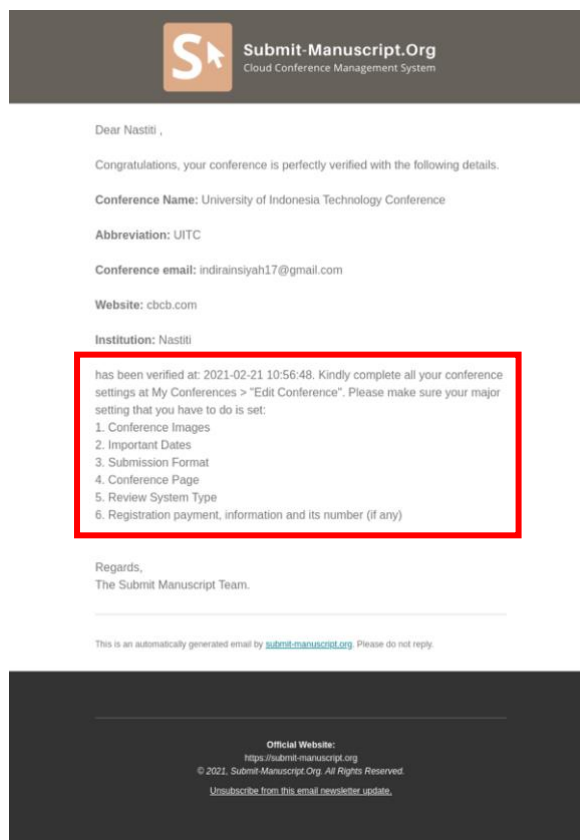 S
Submit-Manuscript.Org
Cloud Conference Management System
Dear Nastiti ,
Congratulations, your conference is perfectly verified with the following details.
Conference Name: University of Indonesia Technology Conference
Abbreviation: UITC
Conference email: indirainsiyah17@gmail.com
Website: cbcb.com
Institution: Nastiti
has been verified at: 2021-02-21 10:56:48. Kindly complete all your conference
settings at My Conferences > "Edit Conference". Please make sure your major
setting that you have to do is set:
1. Conference Images
2. Important Dates
3. Submission Format
4. Conference Page
5. Review System Type
6. Registration payment, information and its number (if any)
Regards,
The Submit Manuscript Team.
This is an automatically generated email by submit-manuscript.org. Please do not reply.
Official Website:
https://submit-manuscript.org
© 2021, Submit-Manuscript.Org. All Rights Reserved.
Unsubscribe from this email newsletter update.